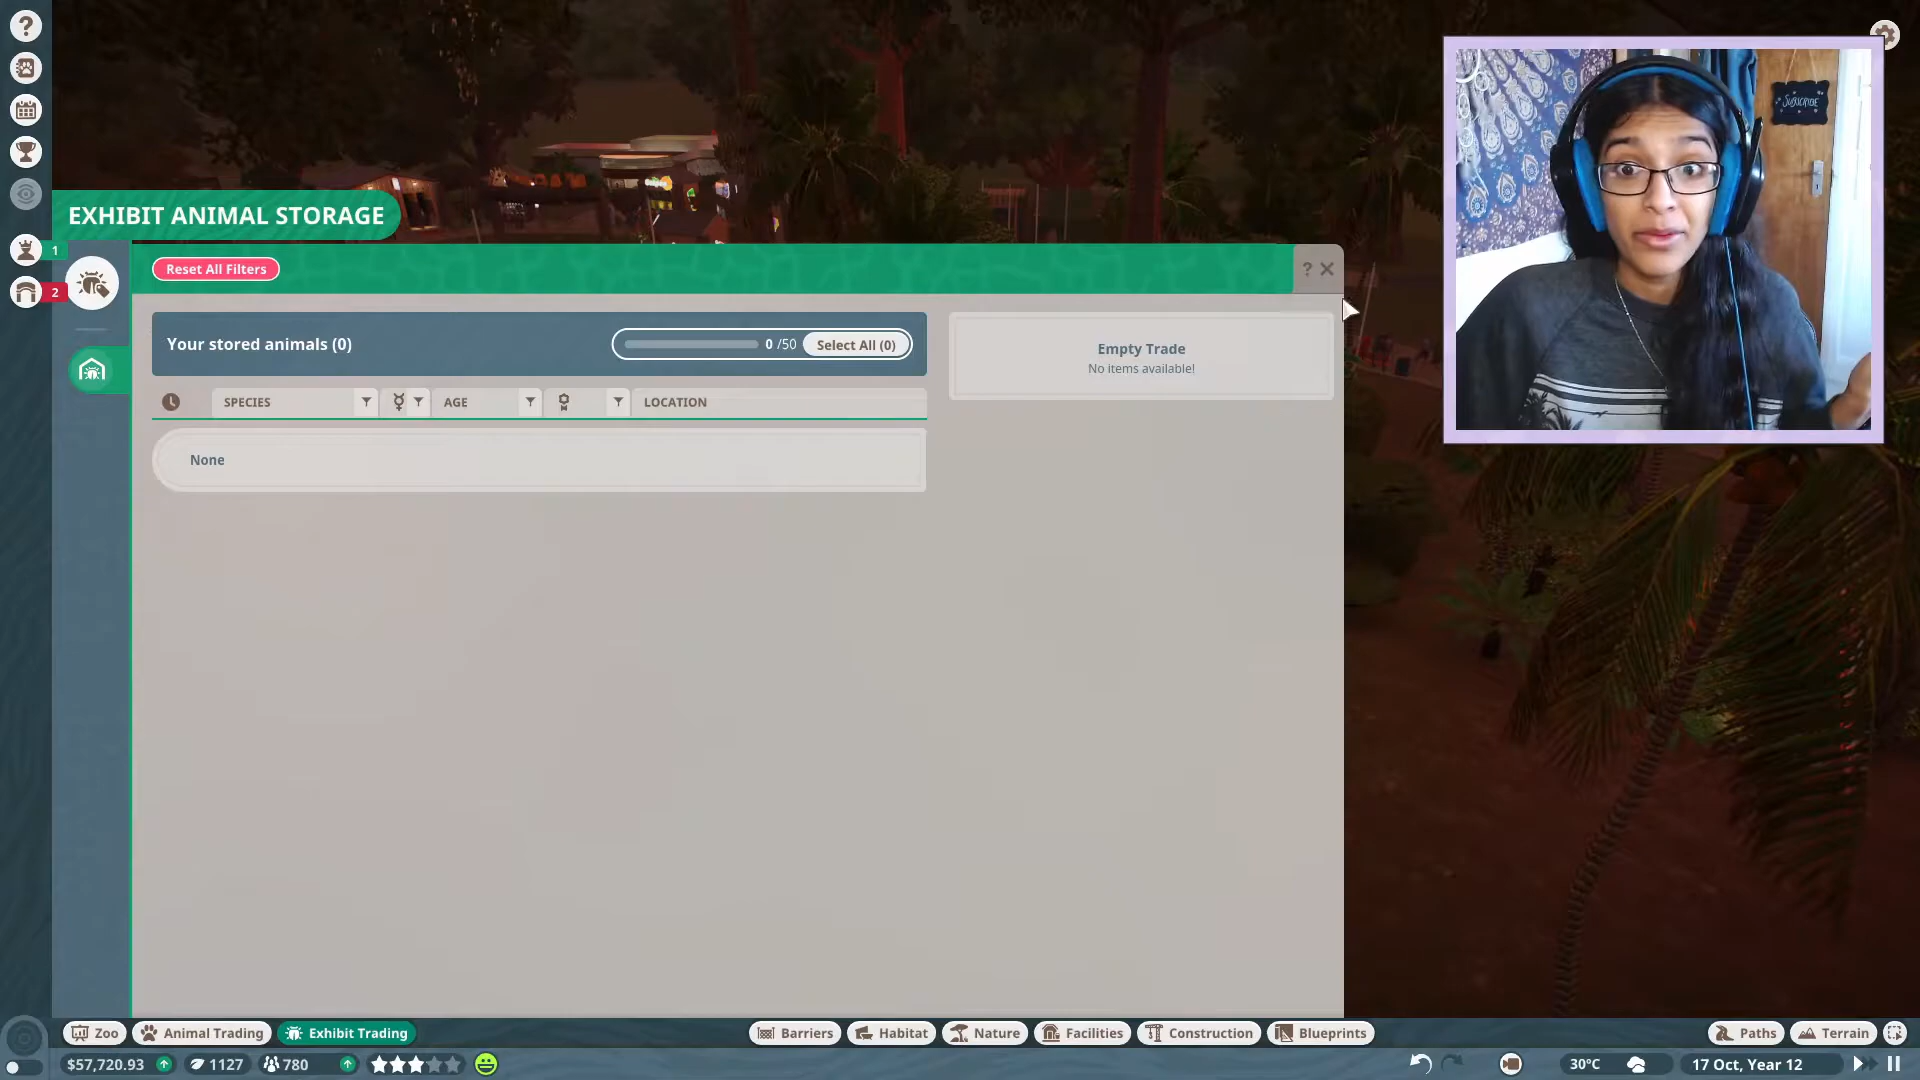 SUBSCRIBE
EXHIBIT ANIMAL STORAGE
1
2
Reset All Filters
?
Your stored animals (0)
0 /50
Select All (0)
Empty Trade
No items available!
SPECIES
AGE
LOCATION
None
Zoo
Animal Trading
Exhibit Trading
Barriers
Habitat
Nature
Facilities
Construction
Blueprints
Paths
Terrain
$57,720.93
1127
780
30°C
17 Oct, Year 12